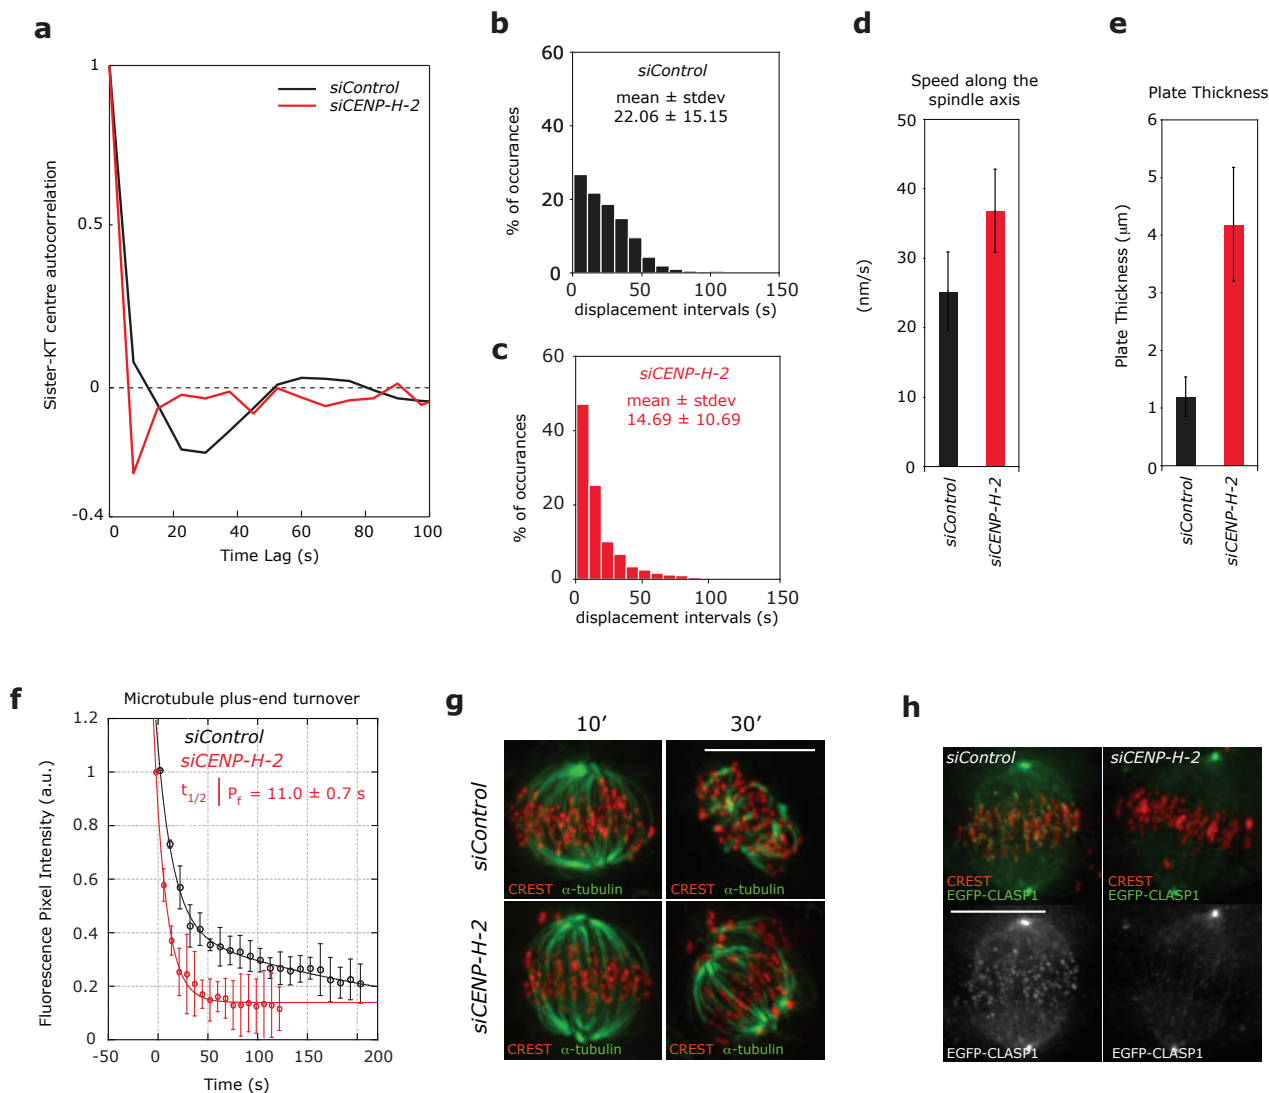 a
1
0.5
0
-0.4
0
20
40
60
80
100
Sister-KT centre autocorrelation
Time Lag (s)
siControl
siCENP-H-2
b
60
40
20
0
0
50
100
150
% of occurances
displacement intervals (s)
siControl
mean ± stdev
22.06 ± 15.15
c
60
40
20
0
0
50
100
150
% of occurances
displacement intervals (s)
siCENP-H-2
mean ± stdev
14.69 ± 10.69
d
Speed along the
spindle axis
50
40
30
20
10
0
(nm/s)
siControl
siCENP-H-2
e
Plate Thickness
6
5
4
3
2
1
0
Plate Thickness (μm)
siControl
siCENP-H-2
f
Microtubule plus-end turnover
1.2
1
0.8
0.6
0.4
0.2
0
-50
0
50
100
150
200
Fluorescence Pixel Intensity (a.u.)
Time (s)
siControl
siCENP-H-2
t1/2 | Pf = 11.0 ± 0.7 s
g
10’
30’
siControl
siCENP-H-2
CREST α-tubulin
CREST α-tubulin
CREST α-tubulin
CREST α-tubulin
h
siControl
siCENP-H-2
CREST
EGFP-CLASP1
CREST
EGFP-CLASP1
EGFP-CLASP1
EGFP-CLASP1